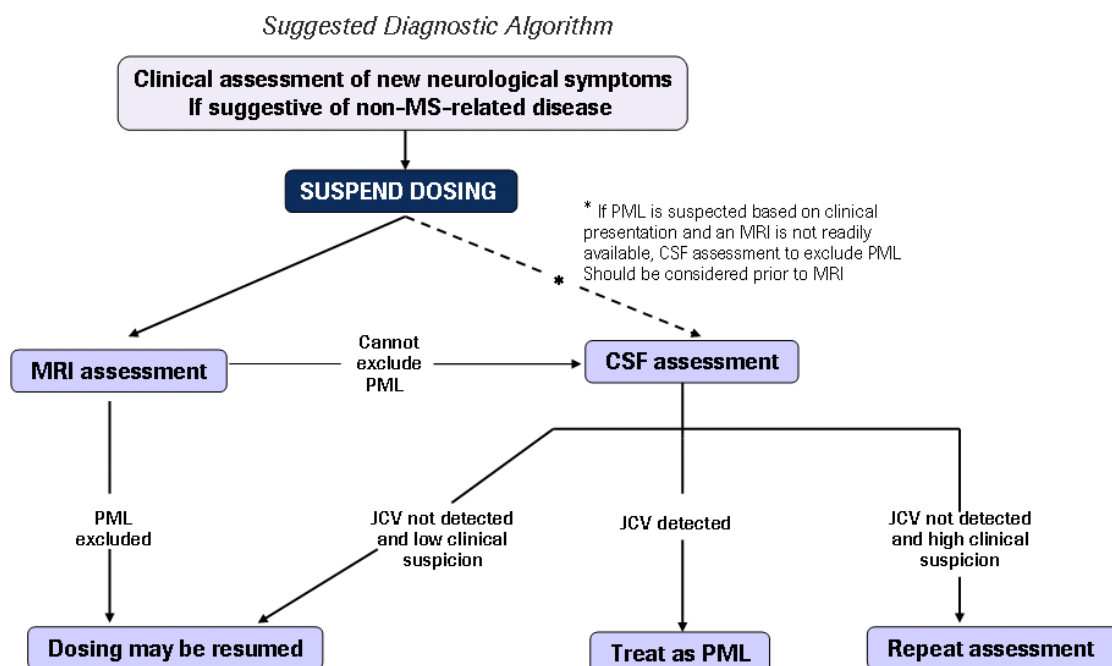 Suggested Diagnostic Algorithm
Clinical assessment of new neurological symptoms
If suggestive of non-MS-related disease
SUSPEND DOSING
* If PML is suspected based on clinical
presentation and an MRI is not readily
available, CSF assessment to exclude PML
Should be considered prior to MRI
*
MRI assessment
Cannot
exclude
PML
CSF assessment
PML
excluded
JCV not detected
and low clinical
suspicion
JCV detected
JCV not detected
and high clinical
suspicion
Dosing may be resumed
Treat as PML
Repeat assessment